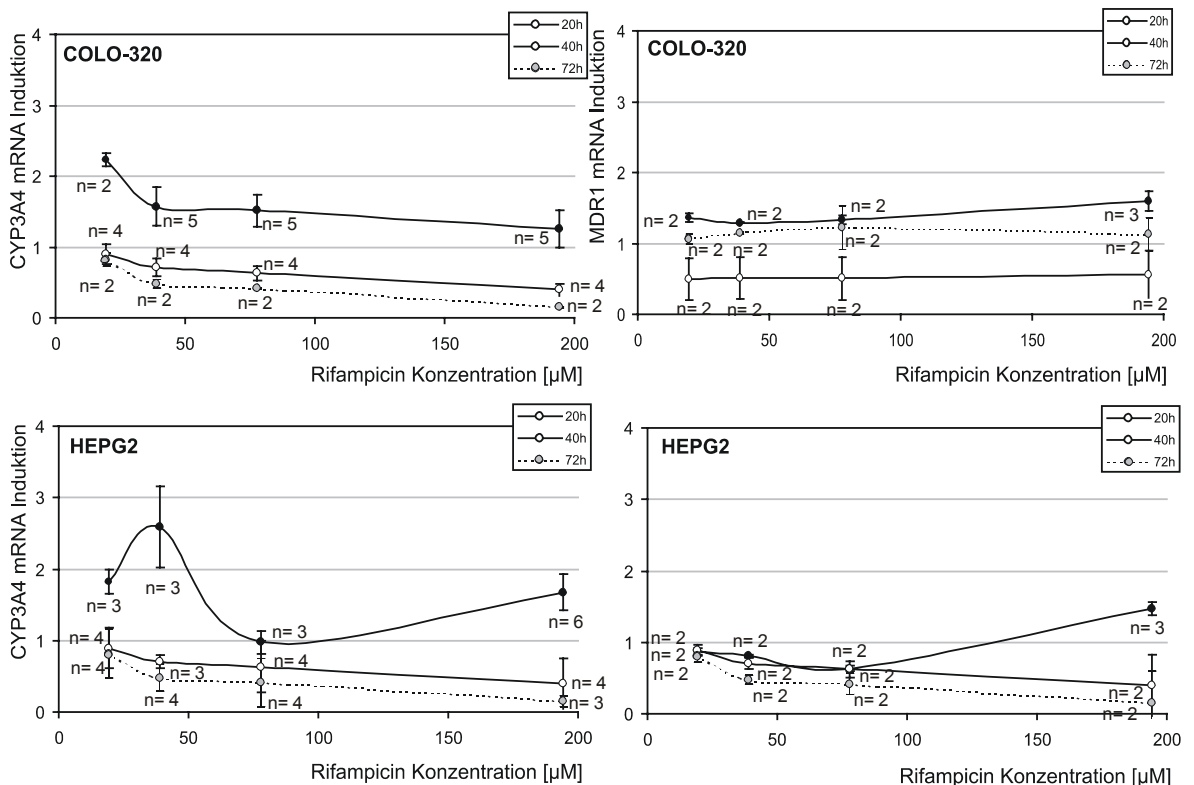 COLO-320
20h
40h
72h
CYP3A4 mRNA Induktion
4
3
2
1
0
n= 2
n= 5
n= 5
n= 5
n= 4
n= 4
n= 4
n= 4
n= 2
n= 2
n= 2
n= 2
0 50 100 150 200
Rifampicin Konzentration [µM]
COLO-320
20h
40h
72h
MDR1 mRNA Induktion
4
3
2
1
0
n= 2
n= 2
n= 2
n= 3
n= 2
n= 2
n= 2
n= 2
n= 2
n= 2
n= 2
n= 2
0 50 100 150 200
Rifampicin Konzentration [µM]
HEPG2
20h
40h
72h
CYP3A4 mRNA Induktion
4
3
2
1
0
n= 3
n= 3
n= 3
n= 6
n= 4
n= 3
n= 4
n= 4
n= 4
n= 4
n= 4
n= 3
0 50 100 150 200
Rifampicin Konzentration [µM]
HEPG2
20h
40h
72h
4
3
2
1
0
n= 2
n= 2
n= 2
n= 2
n= 2
n= 2
n= 2
n= 2
n= 2
n= 3
n= 2
n= 2
0 50 100 150 200
Rifampicin Konzentration [µM]